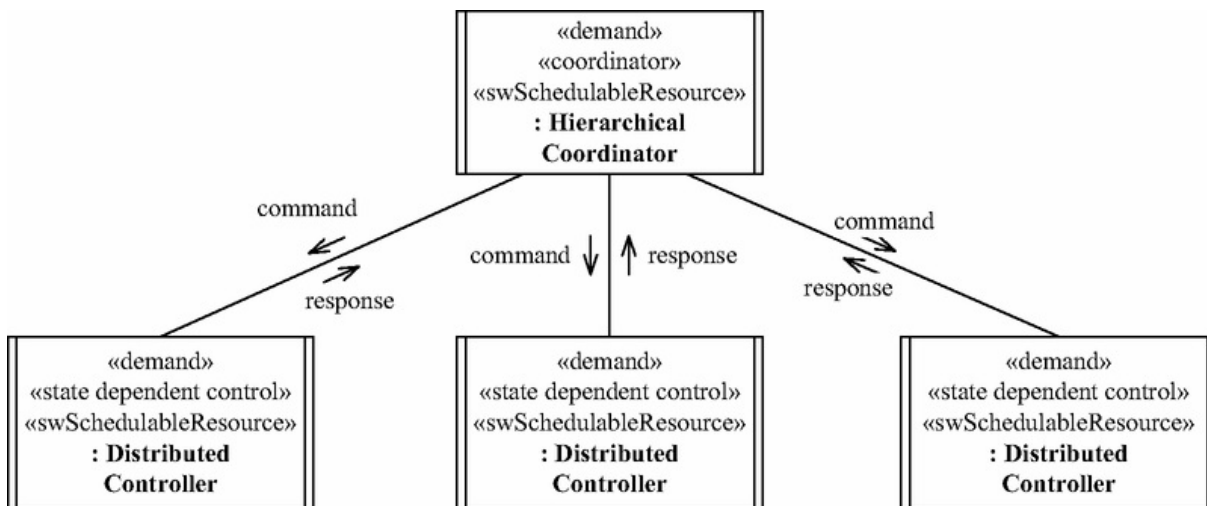 «demand»
«coordinator»
«swSchedulableResource»
: Hierarchical
Coordinator
command
response
command
response
command
response
«demand»
«state dependent control»
«swSchedulableResource»
: Distributed
Controller
«demand»
«state dependent control»
«swSchedulableResource»
: Distributed
Controller
«demand»
«state dependent control»
«swSchedulableResource»
: Distributed
Controller